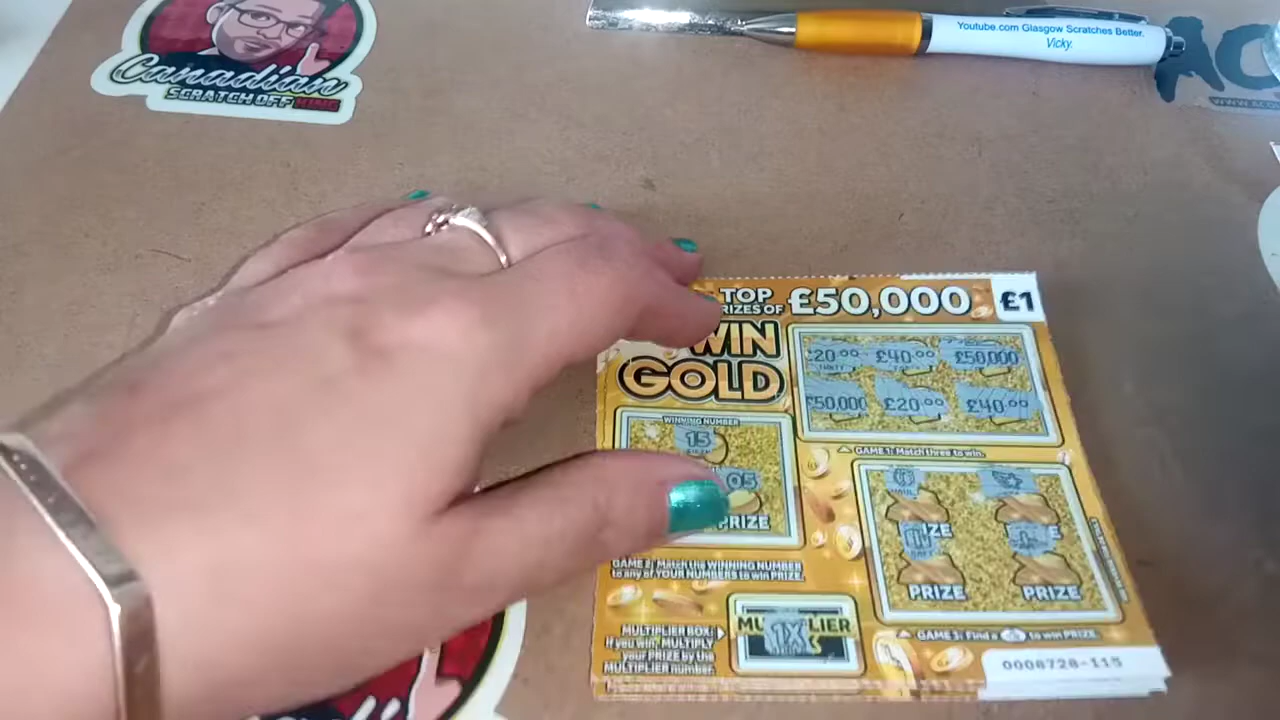 Canadian
SCRATCH OFF KING
Youtube.com Glasgow Scratches Better.
Vicky.
TOP £50,000 £1
PRIZES OF
WIN
GOLD
£20.00 £40.00 £50,000
£50,000 £20.00 £40.00
WINNING NUMBER
15
05
PRIZE
GAME 1: Match three to win.
GAME 2: Match the WINNING NUMBER
to any of YOUR NUMBERS to win PRIZE.
PRIZE PRIZE
MULTIPLIER
1X
MULTIPLIER BOX:
If you win, MULTIPLY
your PRIZE by the
MULTIPLIER number.
GAME 3: Find a to win PRIZE.
0008728-115